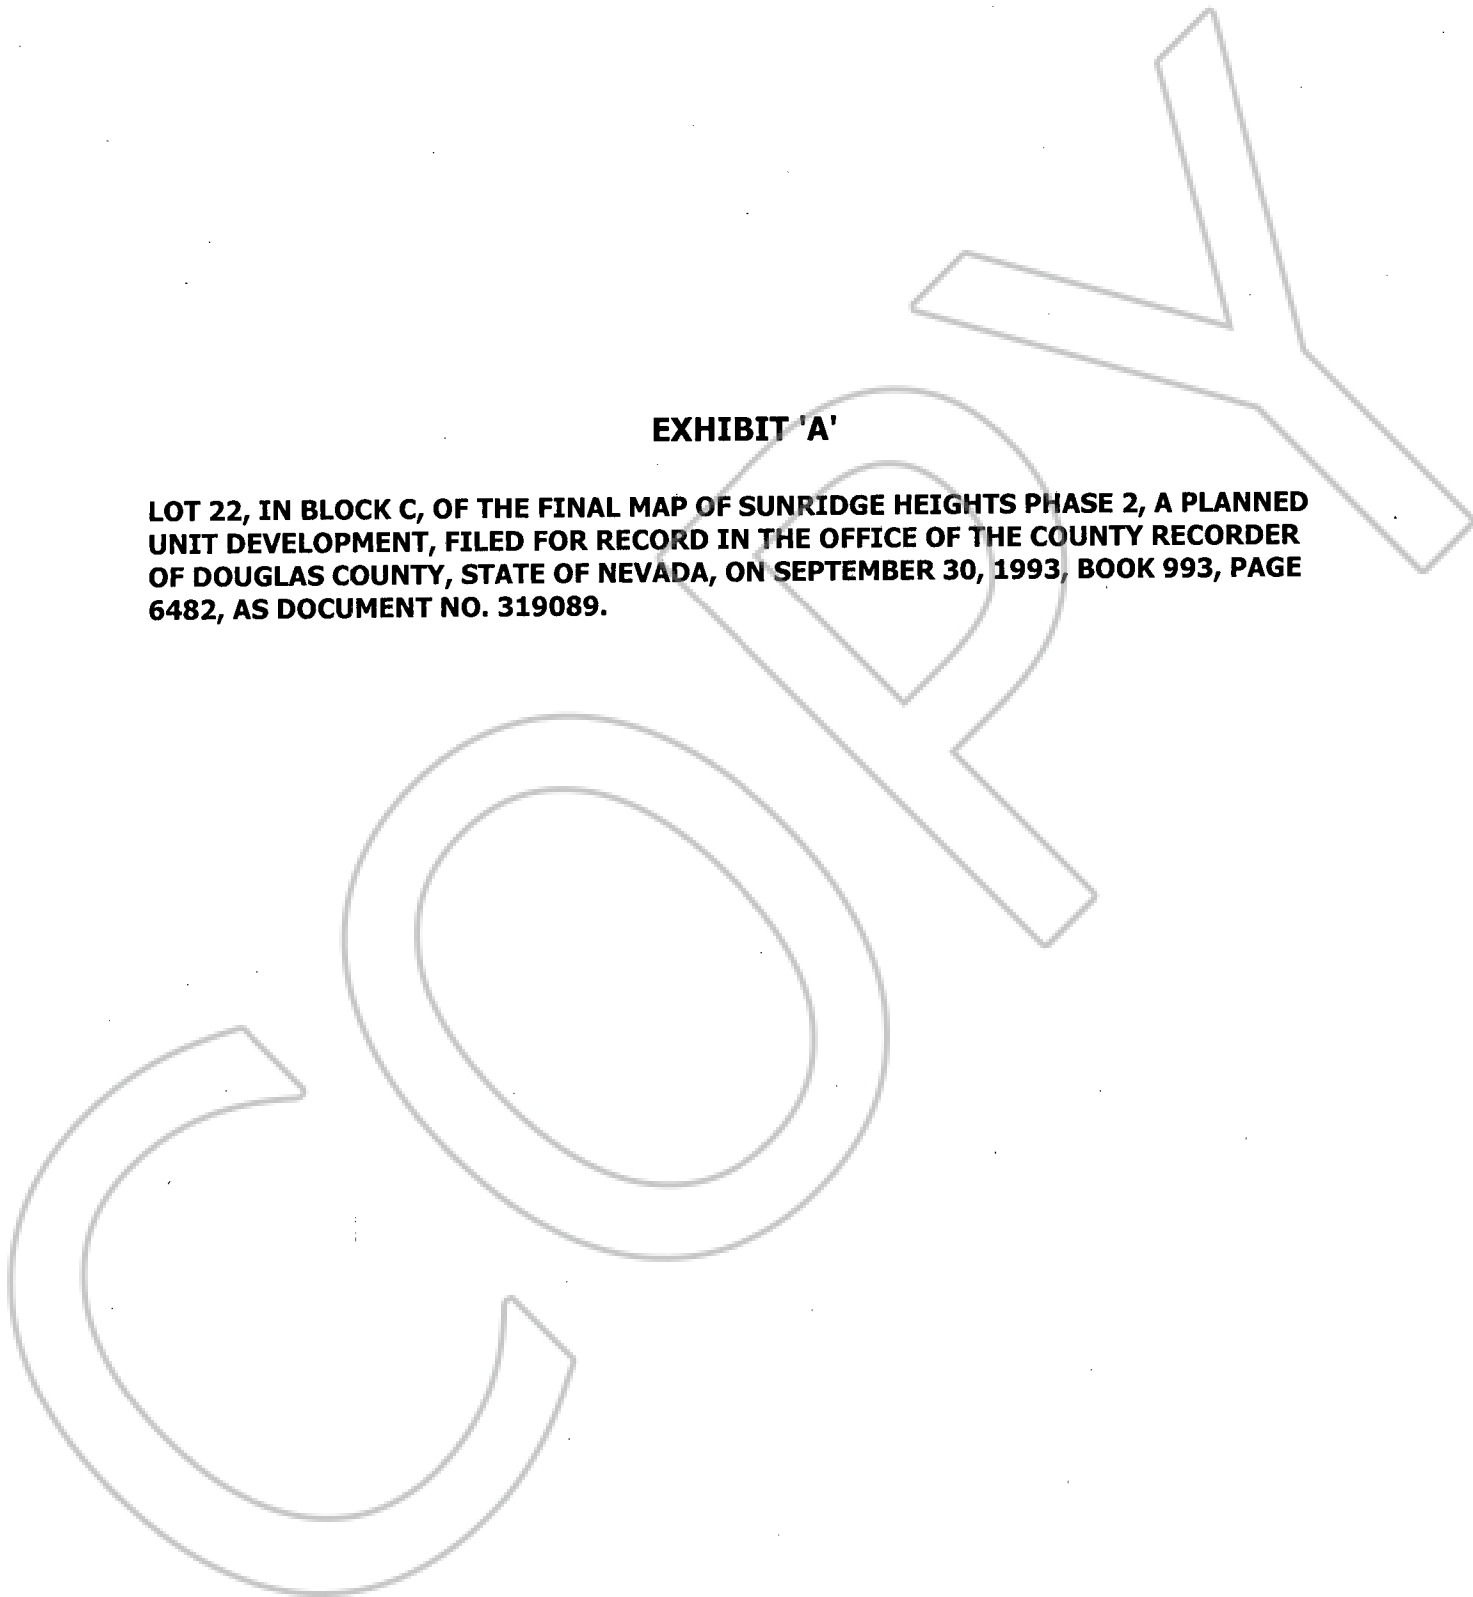 EXHIBIT 'A'
LOT 22, IN BLOCK C, OF THE FINAL MAP OF SUNRIDGE HEIGHTS PHASE 2, A PLANNED
UNIT DEVELOPMENT, FILED FOR RECORD IN THE OFFICE OF THE COUNTY RECORDER
OF DOUGLAS COUNTY, STATE OF NEVADA, ON SEPTEMBER 30, 1993, BOOK 993, PAGE
6482, AS DOCUMENT NO. 319089.
COPY